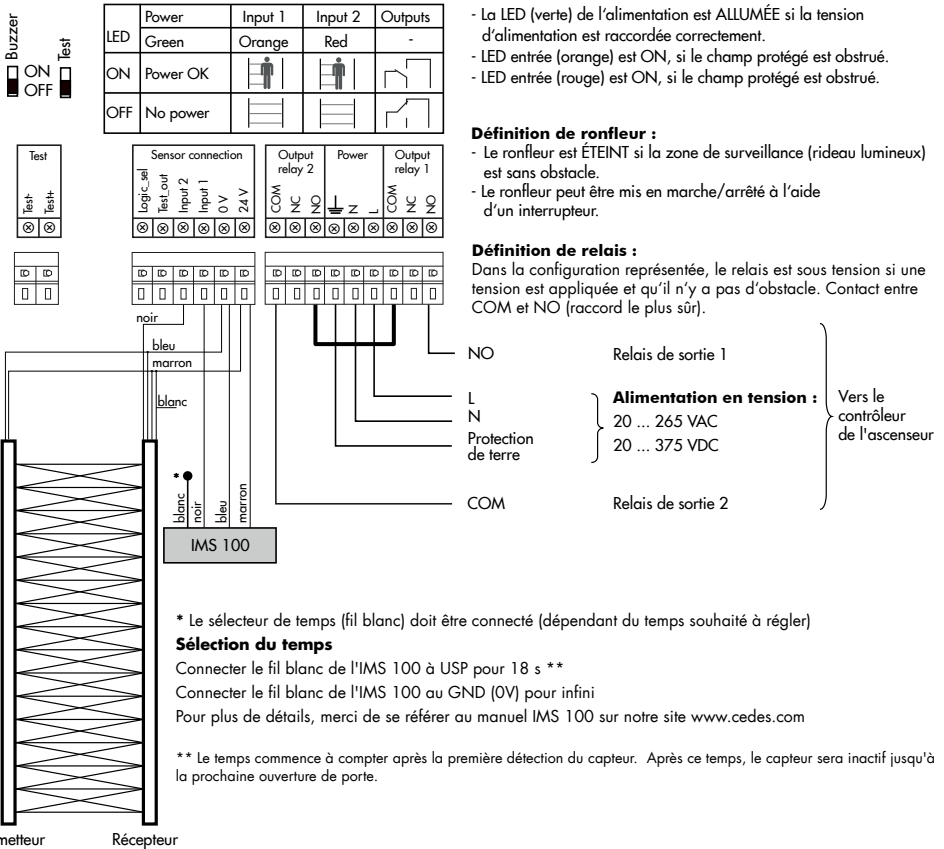 Buzzer
ON
OFF
Test
LED
Power
Input 1
Input 2
Outputs
Green
Orange
Red
-
ON
Power OK
OFF
No power
- La LED (verte) de l'alimentation est ALLUMÉE si la tension
d'alimentation est raccordée correctement.
- LED entrée (orange) est ON, si le champ protégé est obstrué.
- LED entrée (rouge) est ON, si le champ protégé est obstrué.
Définition de ronfleur :
- Le ronfleur est ÉTEINT si la zone de surveillance (rideau lumineux)
est sans obstacle.
- Le ronfleur peut être mis en marche/arrêté à l'aide
d'un interrupteur.
Définition de relais :
Dans la configuration représentée, le relais est sous tension si une
tension est appliquée et qu'il n'y a pas d'obstacle. Contact entre
COM et NO (raccord le plus sûr).
Test
Test-
Test+
Sensor connection
Logic_sel
Test_out
Input 2
Input 1
0 V
24 V
Output
relay 2
Power
Output
relay 1
COM
NC
NO
N
L
COM
NC
NO
noir
bleu
marron
blanc
NO
Relais de sortie 1
L
N
Protection
de terre
Alimentation en tension :
20 ... 265 VAC
20 ... 375 VDC
Vers le
contrôleur
de l'ascenseur
COM
Relais de sortie 2
*
blanc
noir
bleu
marron
IMS 100
* Le sélecteur de temps (fil blanc) doit être connecté (dépendant du temps souhaité à régler)
Sélection du temps
Connecter le fil blanc de l'IMS 100 à USP pour 18 s **
Connecter le fil blanc de l'IMS 100 au GND (0V) pour infini
Pour plus de détails, merci de se référer au manuel IMS 100 sur notre site www.cedes.com
** Le temps commence à compter après la première détection du capteur. Après ce temps, le capteur sera inactif jusqu'à
la prochaine ouverture de porte.
metteur
Récepteur